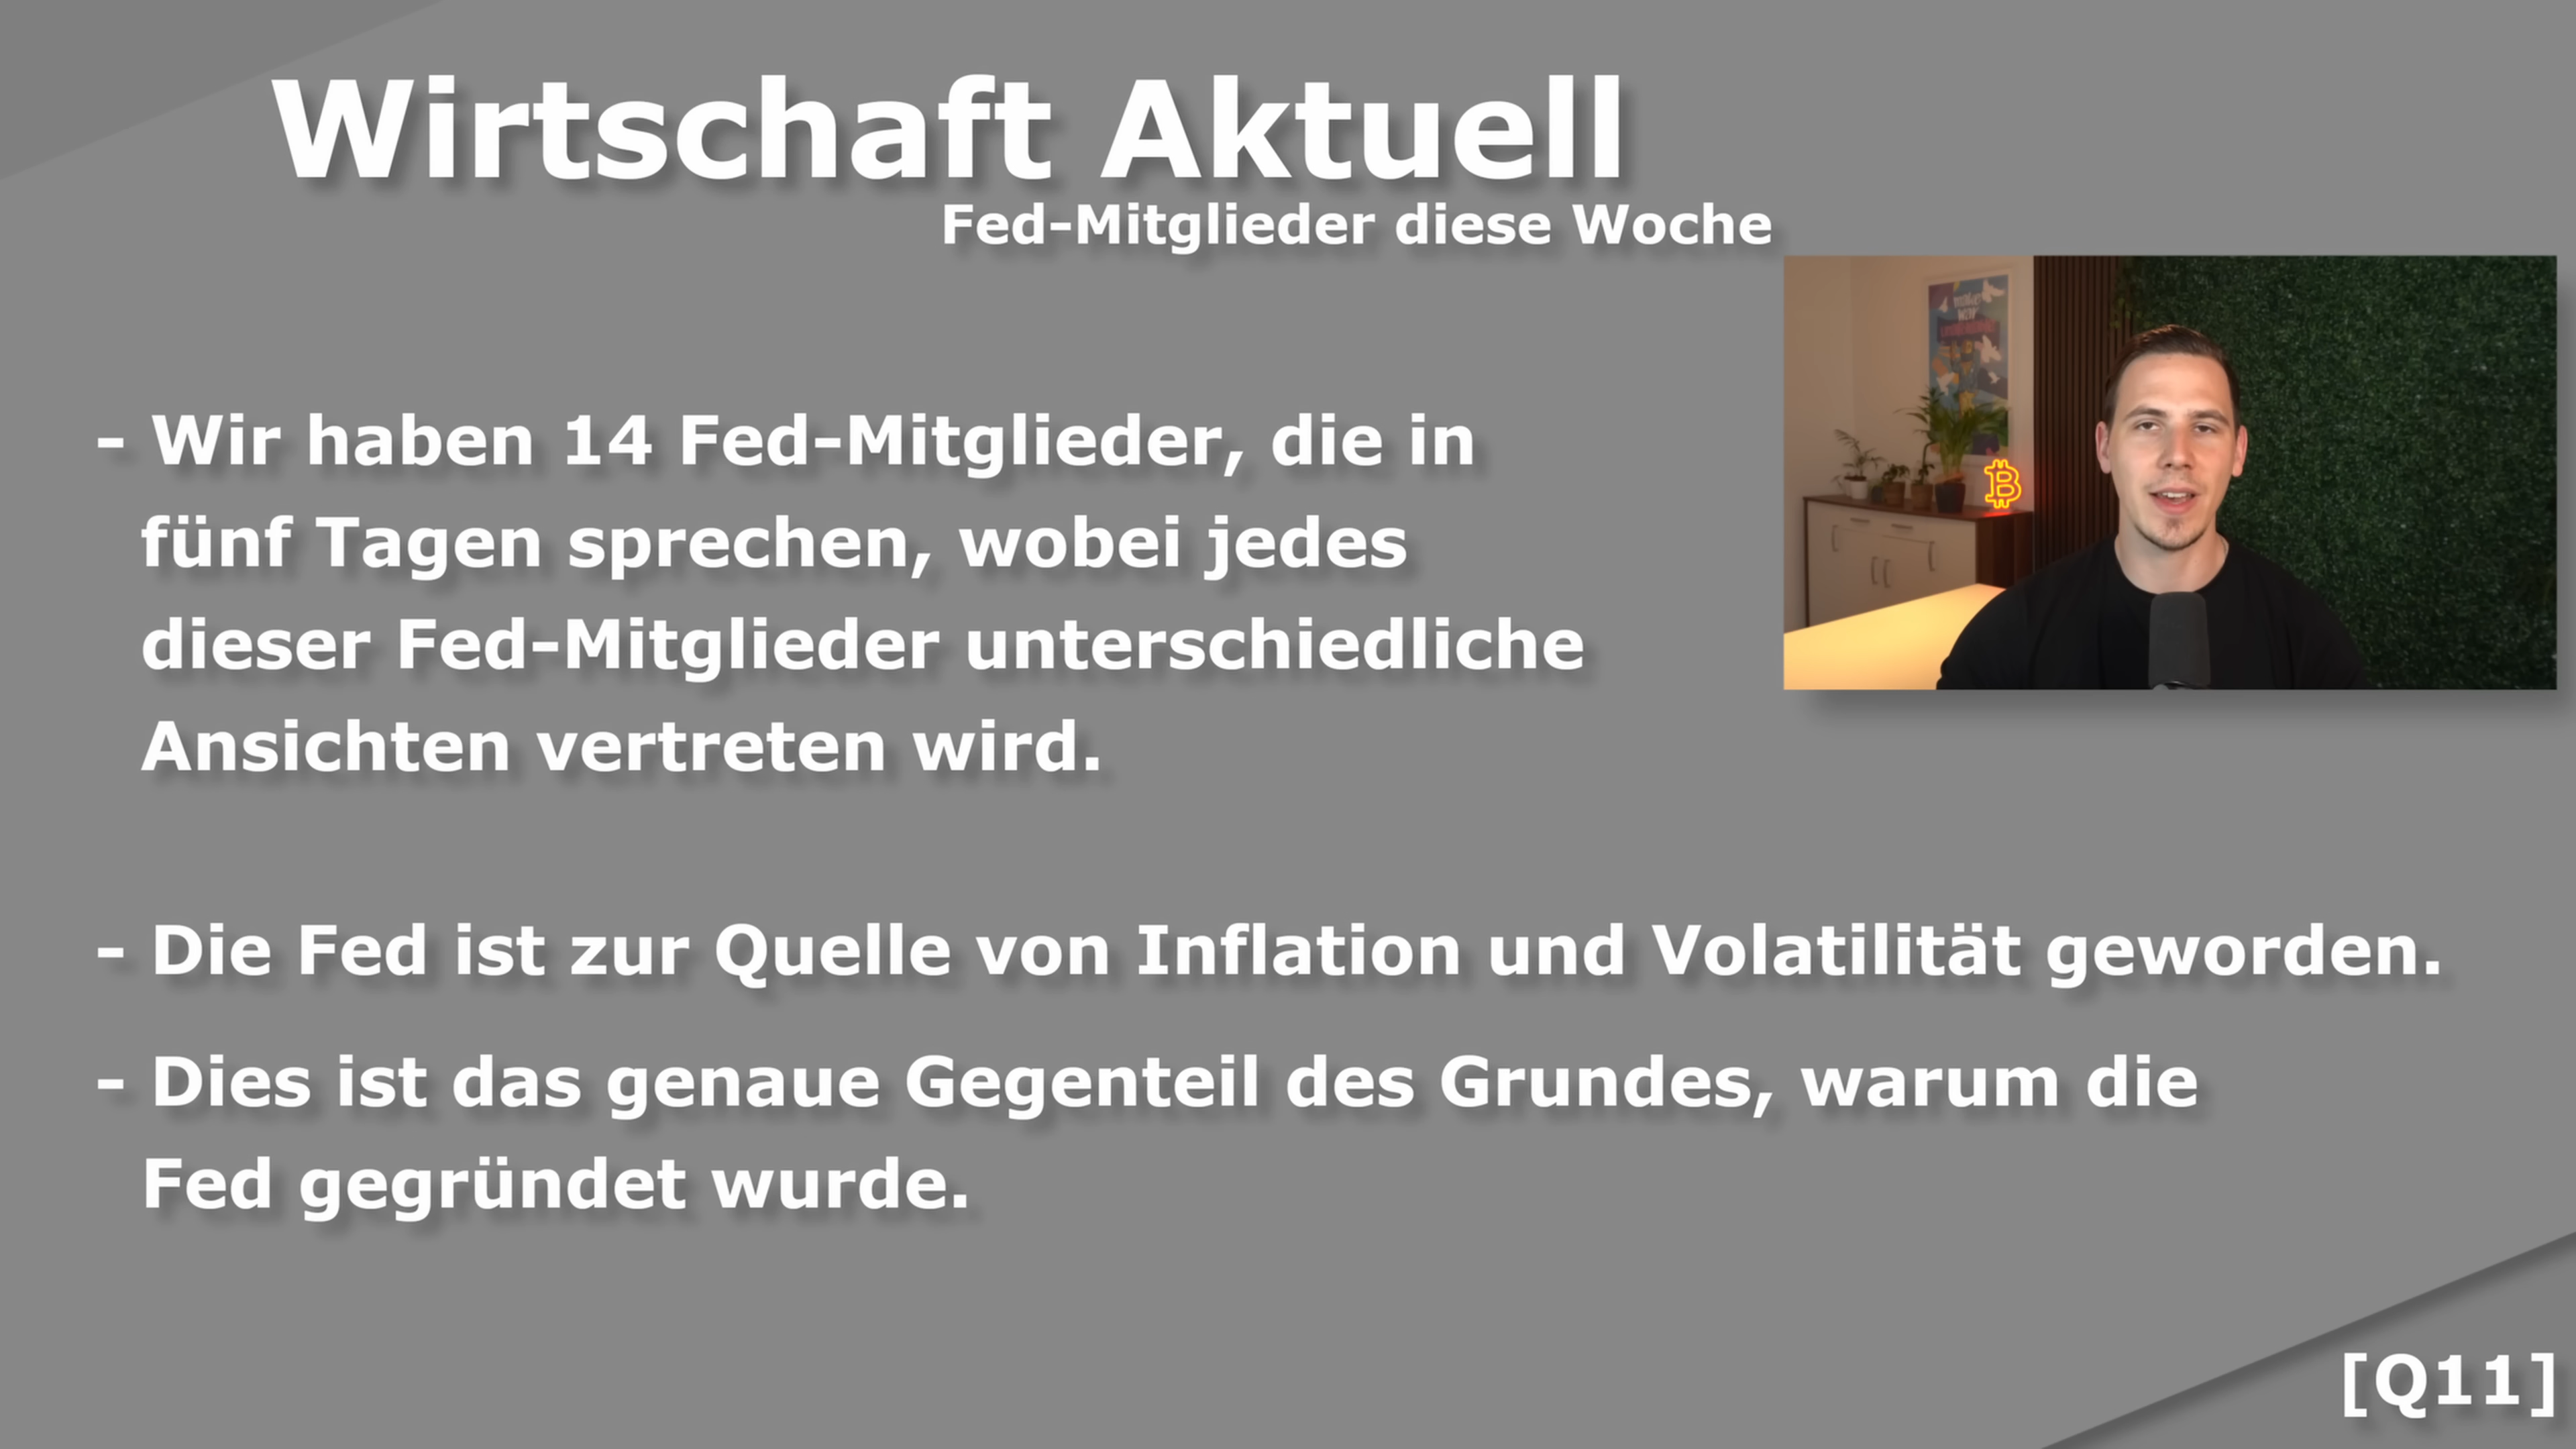 Wirtschaft Aktuell
Fed-Mitglieder diese Woche
- Wir haben 14 Fed-Mitglieder, die in
fünf Tagen sprechen, wobei jedes
dieser Fed-Mitglieder unterschiedliche
Ansichten vertreten wird.
- Die Fed ist zur Quelle von Inflation und Volatilität geworden.
- Dies ist das genaue Gegenteil des Grundes, warum die
Fed gegründet wurde.
[Q11]